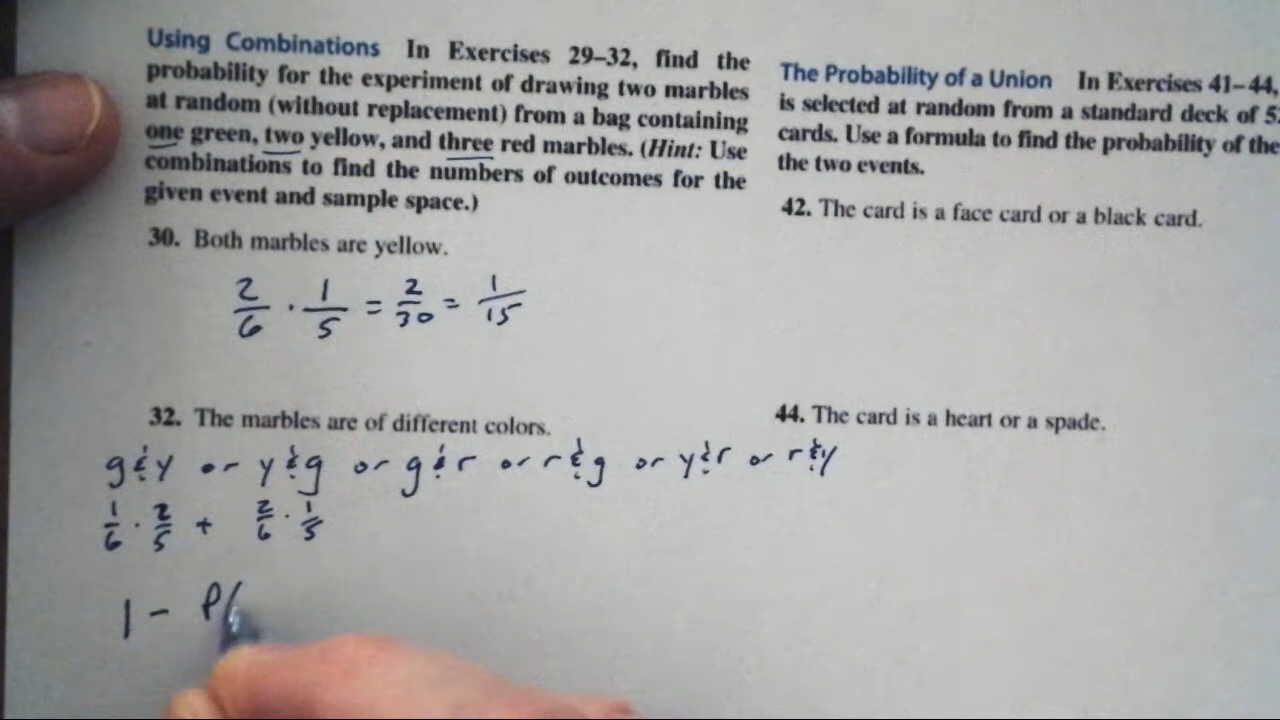 Using Combinations In Exercises 29–32, find the
probability for the experiment of drawing two marbles
at random (without replacement) from a bag containing
one green, two yellow, and three red marbles. (Hint: Use
combinations to find the numbers of outcomes for the
given event and sample space.)
30. Both marbles are yellow.
2/6 · 1/5 = 2/30 = 1/15
32. The marbles are of different colors.
g & y or y & g or g & r or r & g or y & r or r & y
1/6 · 2/5 + 2/6 · 1/5
1 - P(
The Probability of a Union In Exercises 41–44,
is selected at random from a standard deck of 5
cards. Use a formula to find the probability of the
the two events.
42. The card is a face card or a black card.
44. The card is a heart or a spade.